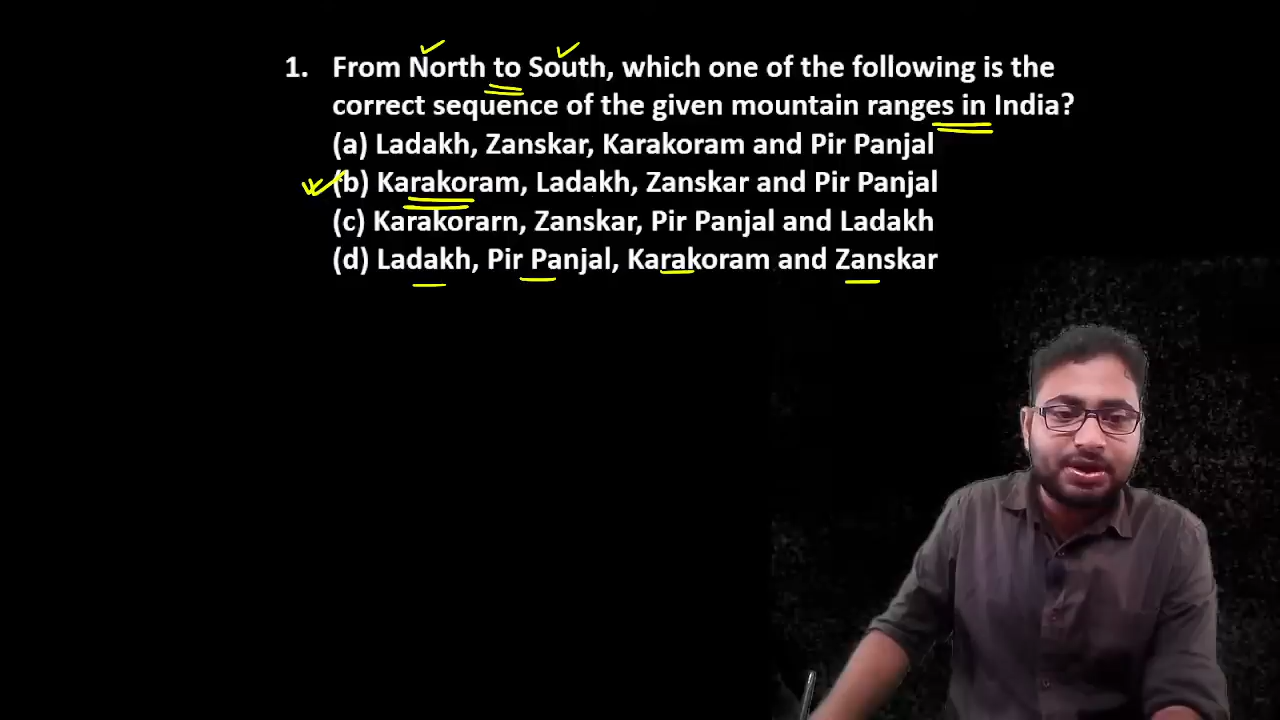 1. From North to South, which one of the following is the
correct sequence of the given mountain ranges in India?
(a) Ladakh, Zanskar, Karakoram and Pir Panjal
(b) Karakoram, Ladakh, Zanskar and Pir Panjal
(c) Karakorarn, Zanskar, Pir Panjal and Ladakh
(d) Ladakh, Pir Panjal, Karakoram and Zanskar